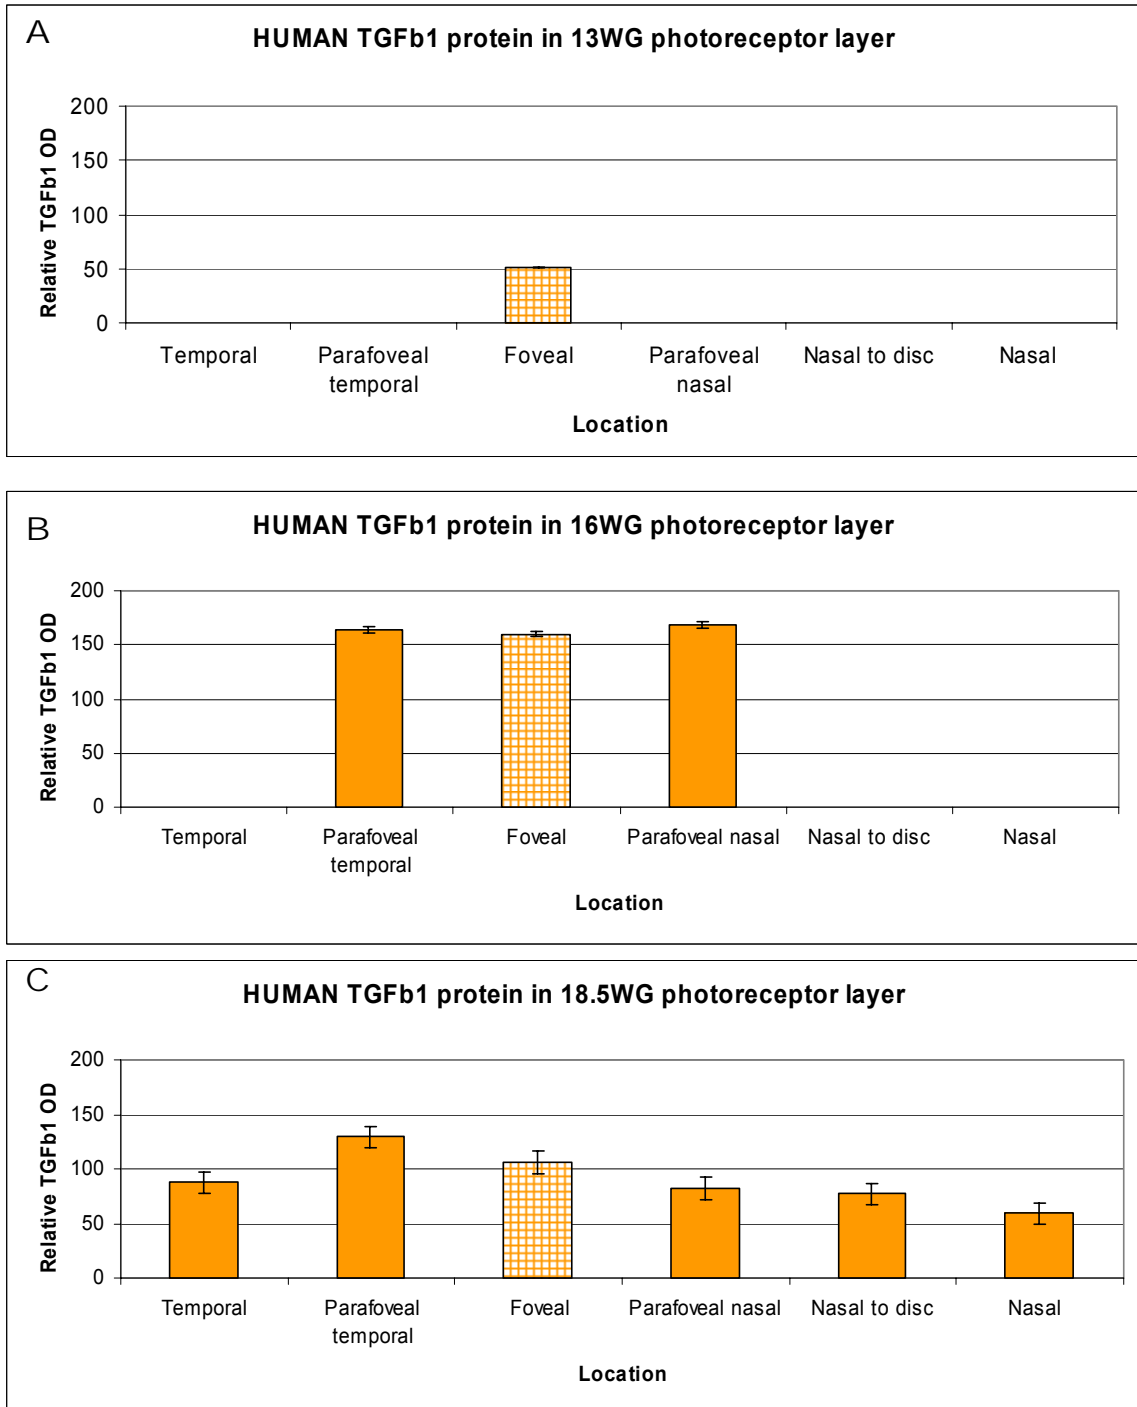 A
HUMAN TGFb1 protein in 13WG photoreceptor layer
Relative TGFb1 OD
200
150
100
50
0
Temporal
Parafoveal
temporal
Foveal
Parafoveal
nasal
Nasal to disc
Nasal
Location
B
HUMAN TGFb1 protein in 16WG photoreceptor layer
Relative TGFb1 OD
200
150
100
50
0
Temporal
Parafoveal
temporal
Foveal
Parafoveal nasal
Nasal to disc
Nasal
Location
C
HUMAN TGFb1 protein in 18.5WG photoreceptor layer
Relative TGFb1 OD
200
150
100
50
0
Temporal
Parafoveal
temporal
Foveal
Parafoveal nasal
Nasal to disc
Nasal
Location